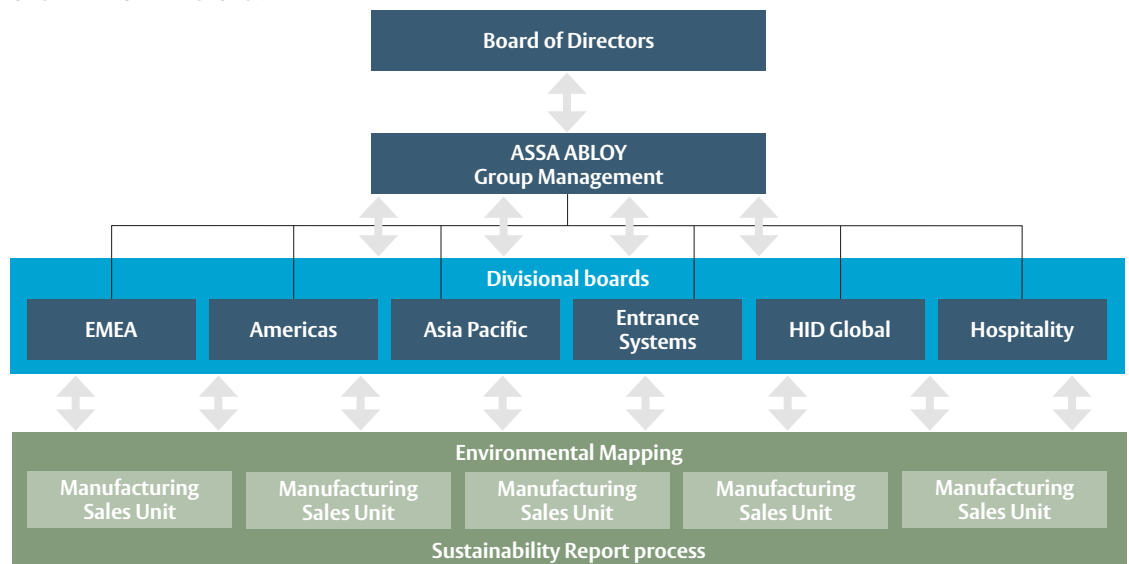 Board of Directors
ASSA ABLOY
Group Management
Divisional boards
EMEA
Americas
Asia Pacific
Entrance
Systems
HID Global
Hospitality
Environmental Mapping
Manufacturing
Sales Unit
Manufacturing
Sales Unit
Manufacturing
Sales Unit
Manufacturing
Sales Unit
Manufacturing
Sales Unit
Sustainability Report process